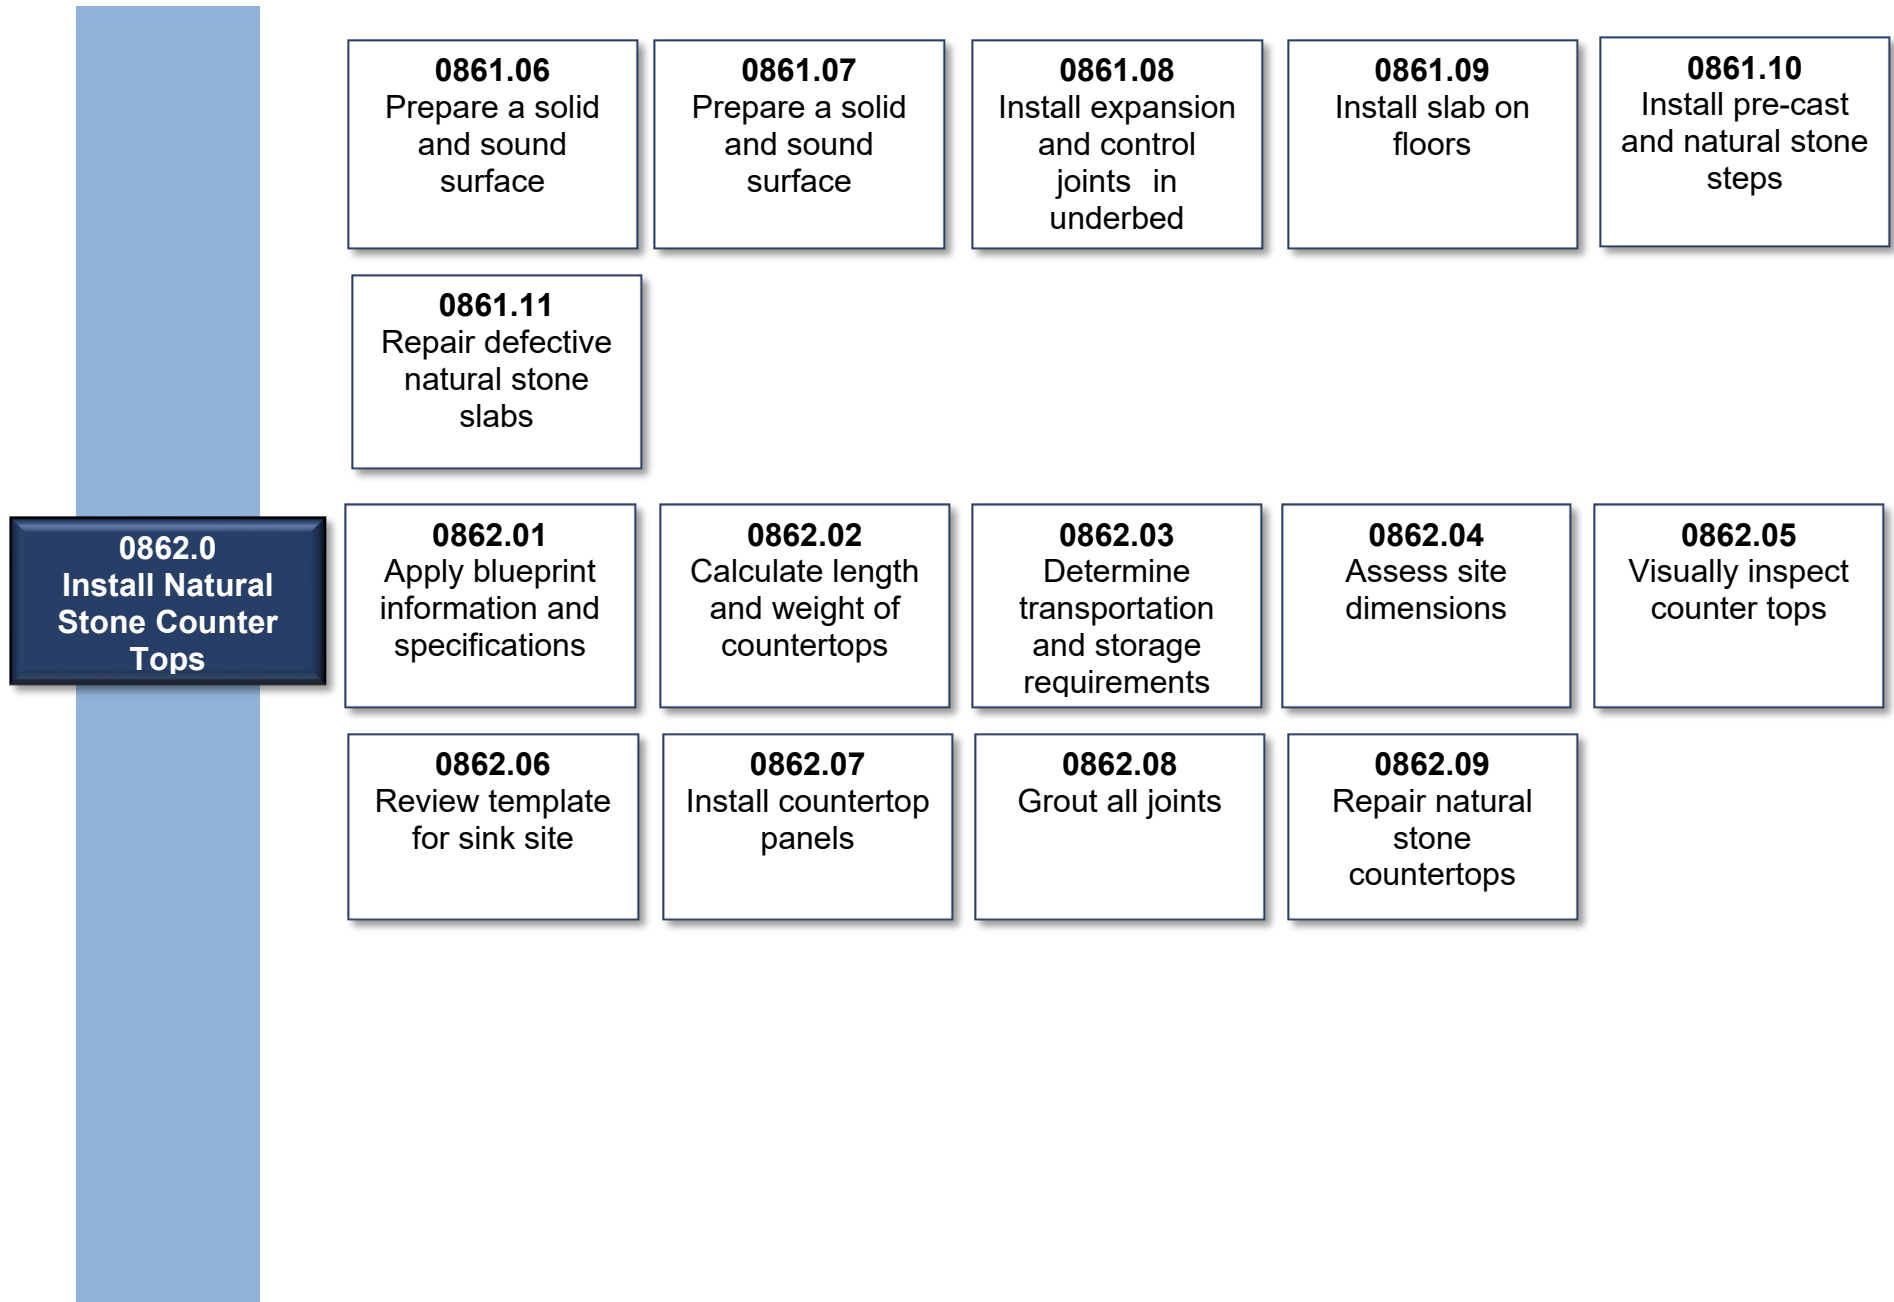 0861.06
Prepare a solid
and sound
surface
0861.07
Prepare a solid
and sound
surface
0861.08
Install expansion
and control
joints in
underbed
0861.09
Install slab on
floors
0861.10
Install pre-cast
and natural stone
steps
0861.11
Repair defective
natural stone
slabs
0862.0
Install Natural
Stone Counter
Tops
0862.01
Apply blueprint
information and
specifications
0862.02
Calculate length
and weight of
countertops
0862.03
Determine
transportation
and storage
requirements
0862.04
Assess site
dimensions
0862.05
Visually inspect
counter tops
0862.06
Review template
for sink site
0862.07
Install countertop
panels
0862.08
Grout all joints
0862.09
Repair natural
stone
countertops